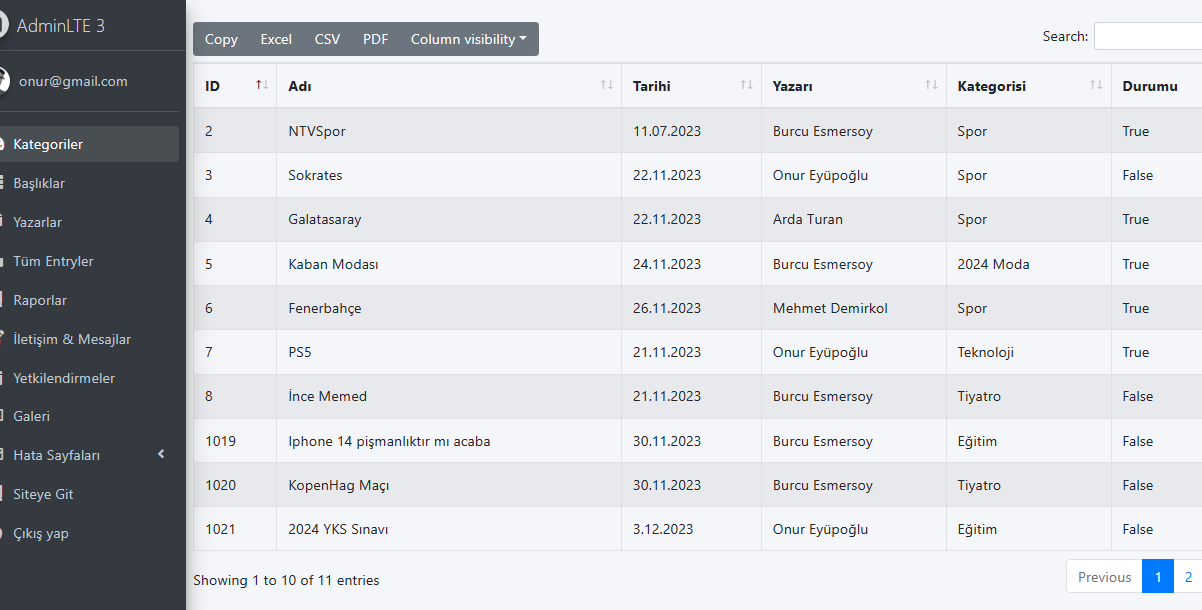 AdminLTE 3
onur@gmail.com
Kategoriler
Başlıklar
Yazarlar
Tüm Entryler
Raporlar
İletişim & Mesajlar
Yetkilendirmeler
Galeri
Hata Sayfaları
Siteye Git
Çıkış yap
Copy Excel CSV PDF Column visibility
Search:
ID Adı Tarihi Yazarı Kategorisi Durumu
2 NTVSpor 11.07.2023 Burcu Esmersoy Spor True
3 Sokrates 22.11.2023 Onur Eyüpoğlu Spor False
4 Galatasaray 22.11.2023 Arda Turan Spor True
5 Kaban Modası 24.11.2023 Burcu Esmersoy 2024 Moda True
6 Fenerbahçe 26.11.2023 Mehmet Demirkol Spor True
7 PS5 21.11.2023 Onur Eyüpoğlu Teknoloji True
8 İnce Memed 21.11.2023 Burcu Esmersoy Tiyatro False
1019 Iphone 14 pişmanlıktır mı acaba 30.11.2023 Burcu Esmersoy Eğitim False
1020 KopenHag Maçı 30.11.2023 Burcu Esmersoy Tiyatro False
1021 2024 YKS Sınavı 3.12.2023 Onur Eyüpoğlu Eğitim False
Showing 1 to 10 of 11 entries
Previous 1 2